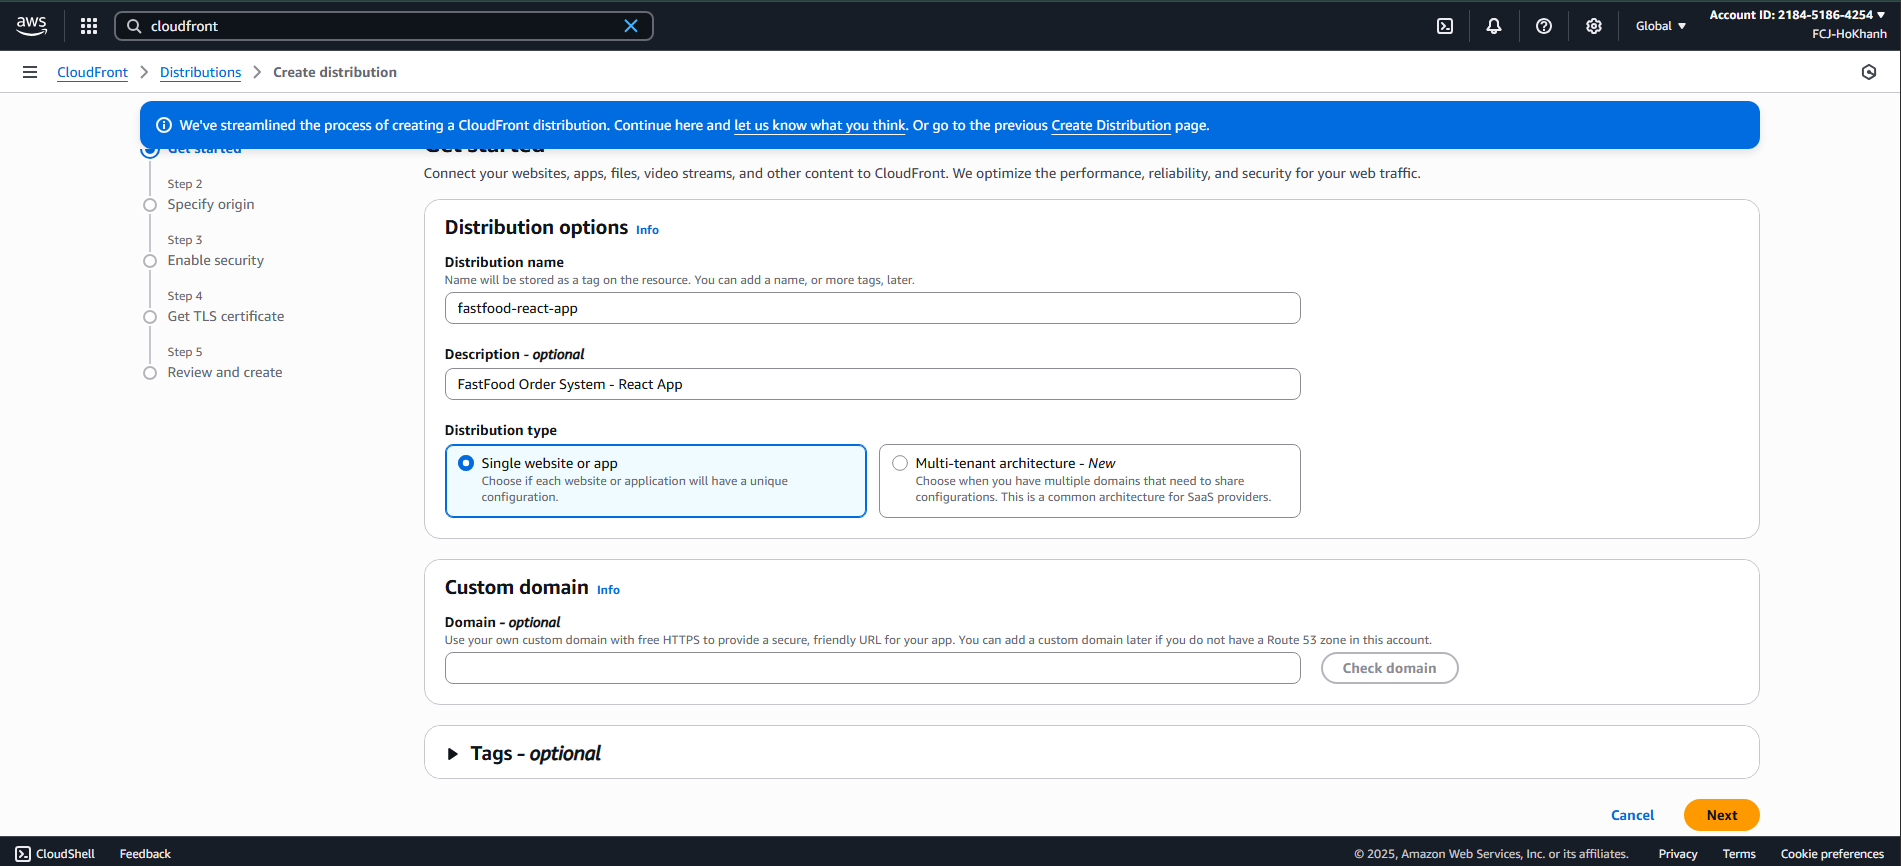 aws
cloudfront
Global
Account ID: 2184-5186-4254
FCJ-HoKhanh
CloudFront
Distributions
Create distribution
We've streamlined the process of creating a CloudFront distribution. Continue here and let us know what you think. Or go to the previous Create Distribution page.
Get started
Step 2
Specify origin
Step 3
Enable security
Step 4
Get TLS certificate
Step 5
Review and create
Get started
Connect your websites, apps, files, video streams, and other content to CloudFront. We optimize the performance, reliability, and security for your web traffic.
Distribution options Info
Distribution name
Name will be stored as a tag on the resource. You can add a name, or more tags, later.
fastfood-react-app
Description - optional
FastFood Order System - React App
Distribution type
Single website or app
Choose if each website or application will have a unique
configuration.
Multi-tenant architecture - New
Choose when you have multiple domains that need to share
configurations. This is a common architecture for SaaS providers.
Custom domain Info
Domain - optional
Use your own custom domain with free HTTPS to provide a secure, friendly URL for your app. You can add a custom domain later if you do not have a Route 53 zone in this account.
Check domain
Tags - optional
Cancel
Next
CloudShell
Feedback
© 2025, Amazon Web Services, Inc. or its affiliates.
Privacy
Terms
Cookie preferences